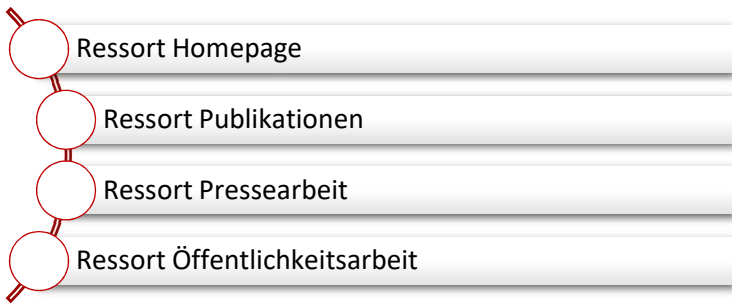 Ressort Homepage
Ressort Publikationen
Ressort Pressearbeit
Ressort Öffentlichkeitsarbeit